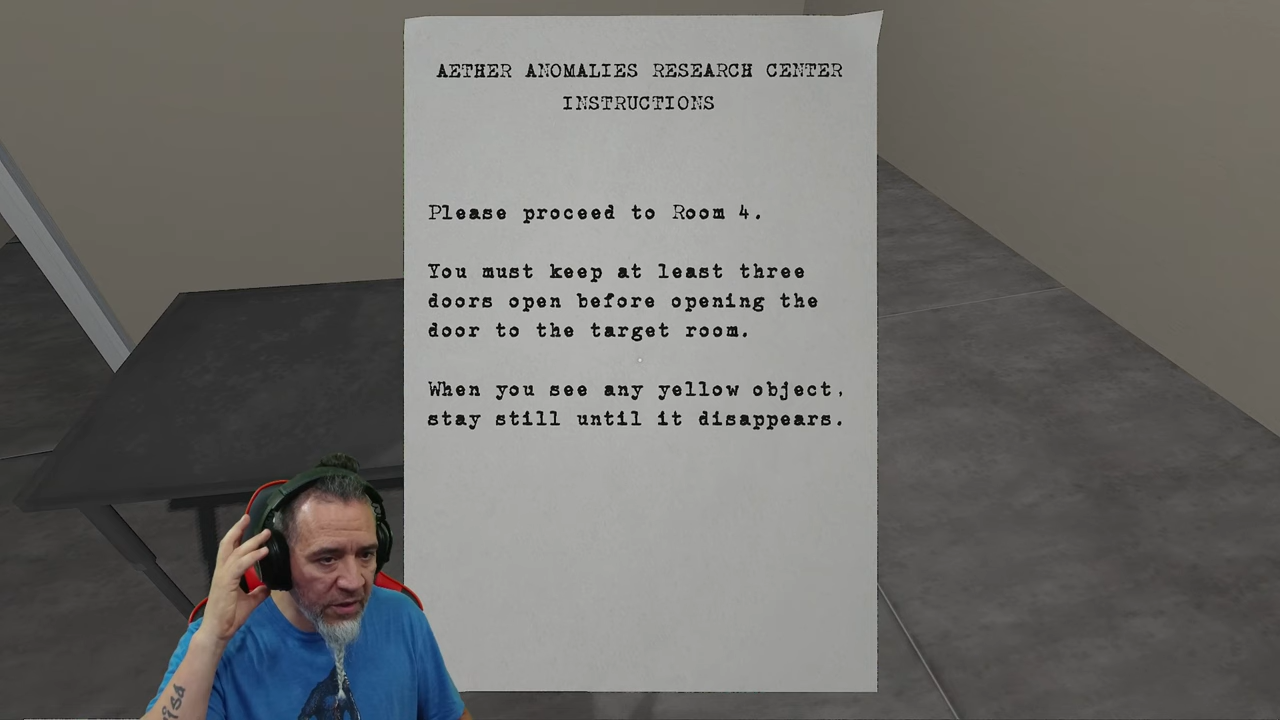 AETHER ANOMALIES RESEARCH CENTER
INSTRUCTIONS
Please proceed to Room 4.
You must keep at least three
doors open before opening the
door to the target room.
When you see any yellow object,
stay still until it disappears.